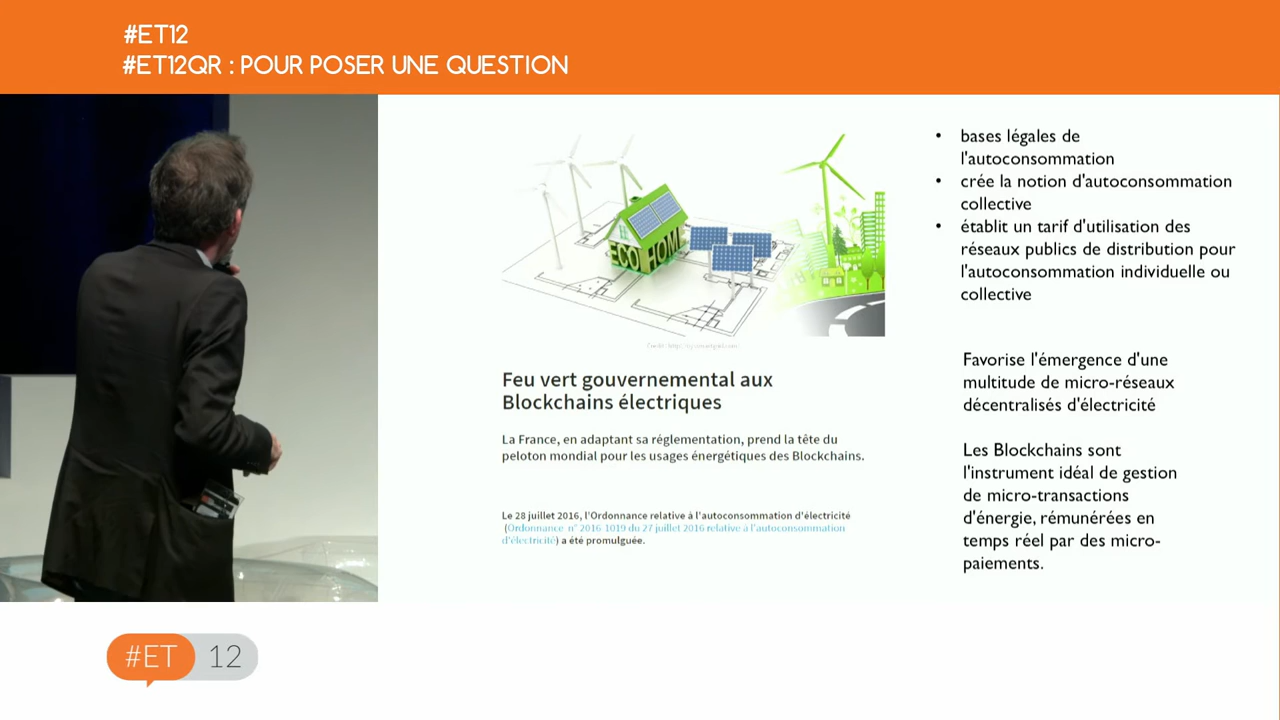 #ET12
#ET12QR : POUR POSER UNE QUESTION
ECO HOME
Feu vert gouvernemental aux
Blockchains électriques
La France, en adaptant sa réglementation, prend la tête du
peloton mondial pour les usages énergétiques des Blockchains.
Le 28 juillet 2016, l'Ordonnance relative à l'autoconsommation d'électricité
(Ordonnance n° 2016-1019 du 27 juillet 2016 relative à l'autoconsommation
d'électricité) a été promulguée.
• bases légales de
l'autoconsommation
• crée la notion d'autoconsommation
collective
• établit un tarif d'utilisation des
réseaux publics de distribution pour
l'autoconsommation individuelle ou
collective
Favorise l'émergence d'une
multitude de micro-réseaux
décentralisés d'électricité
Les Blockchains sont
l'instrument idéal de gestion
de micro-transactions
d'énergie, rémunérées en
temps réel par des micro-
paiements.
#ET 12